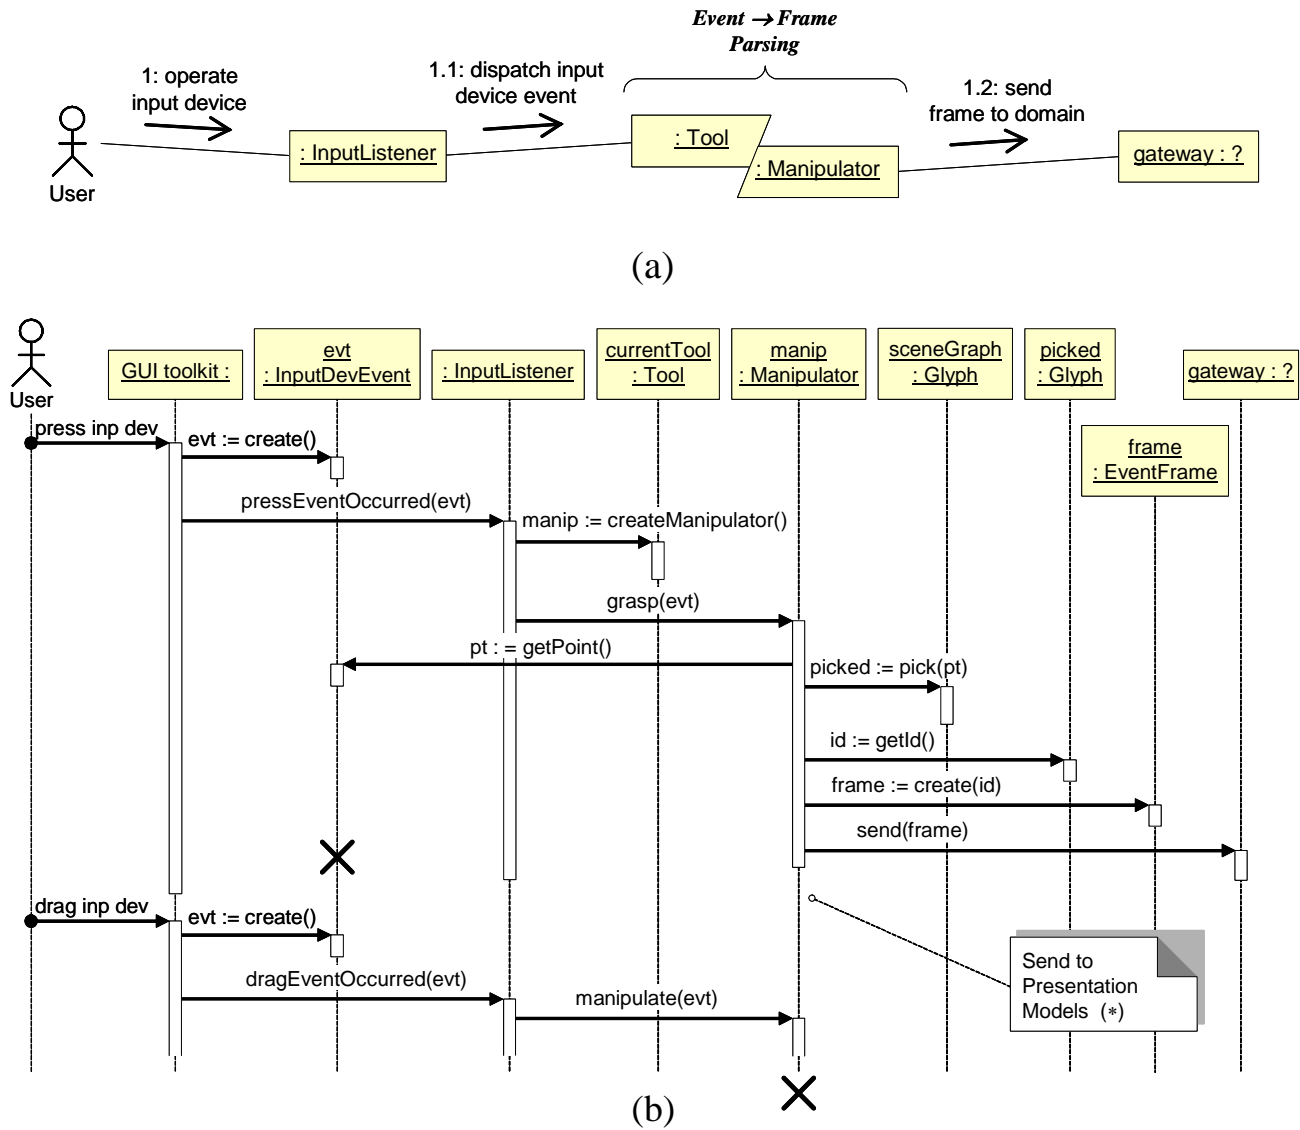 Event → Frame
Parsing
1: operate
input device
1.1: dispatch input
device event
1.2: send
frame to domain
User
: InputListener
: Tool
: Manipulator
gateway : ?
(a)
User
GUI toolkit :
evt
: InputDevEvent
: InputListener
currentTool
: Tool
manip
: Manipulator
sceneGraph
: Glyph
picked
: Glyph
gateway : ?
frame
: EventFrame
press inp dev
evt := create()
pressEventOccurred(evt)
manip := createManipulator()
grasp(evt)
pt : = getPoint()
picked := pick(pt)
id := getId()
frame := create(id)
send(frame)
drag inp dev
evt := create()
dragEventOccurred(evt)
manipulate(evt)
Send to
Presentation
Models (*)
(b)